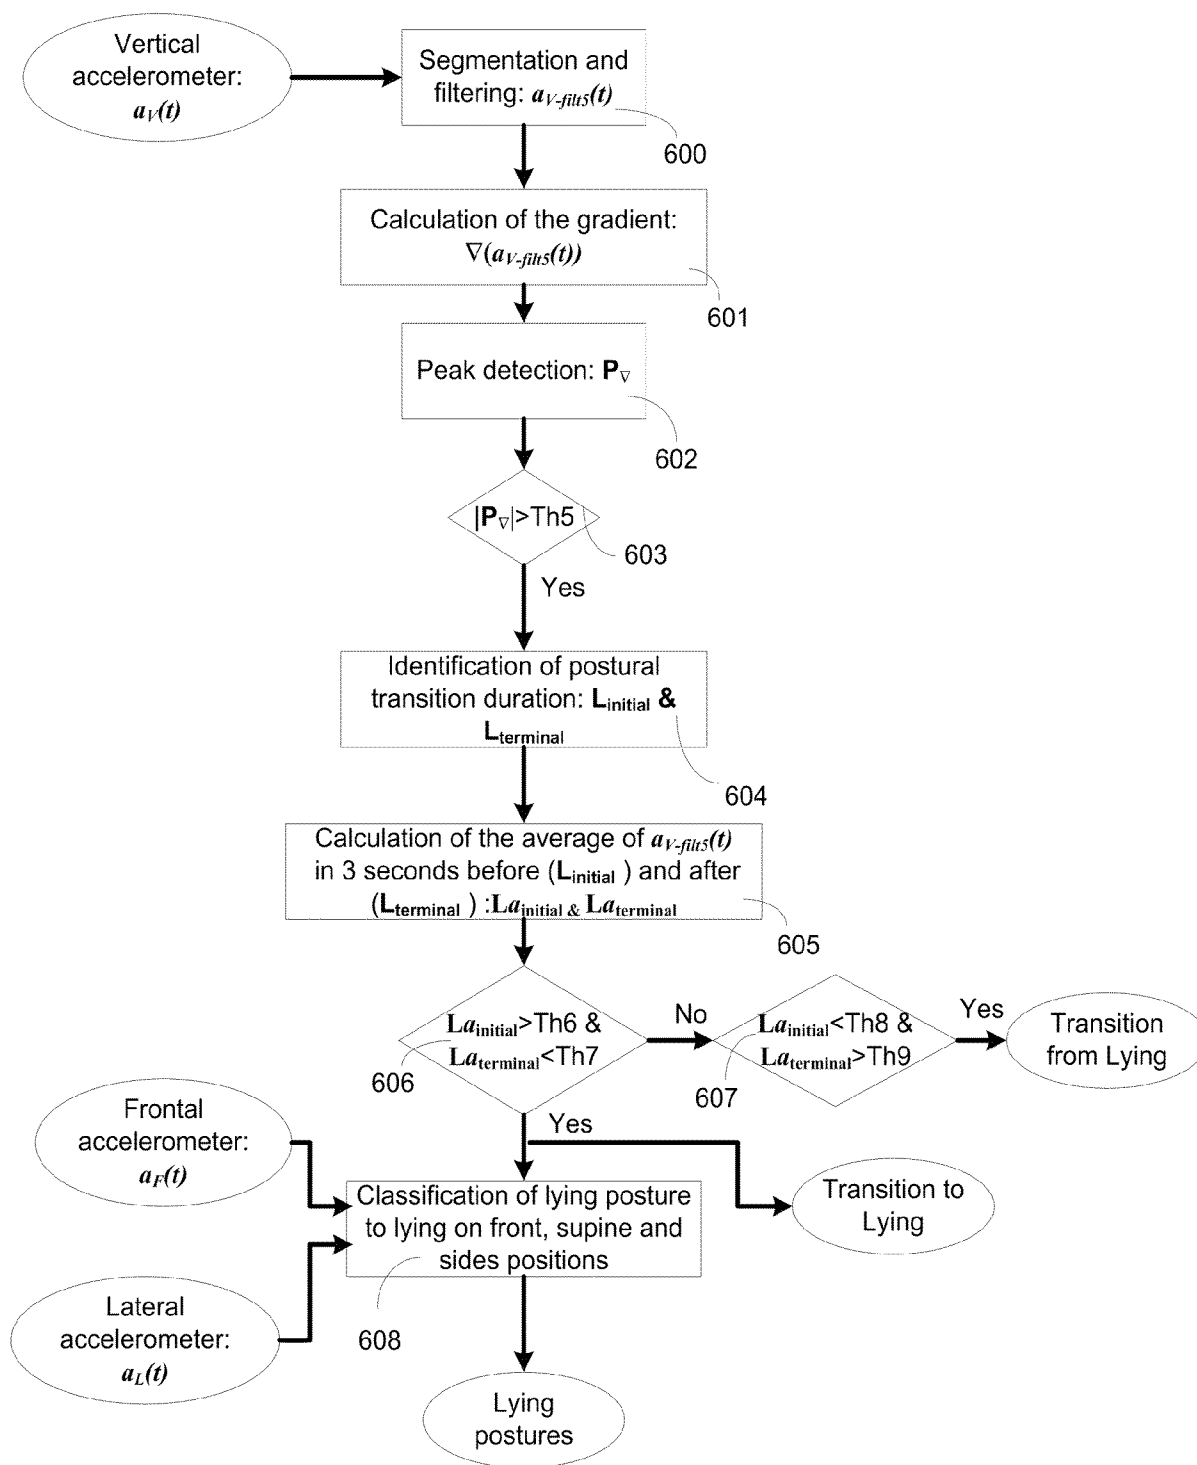 Vertical
accelerometer:
aV(t)
Segmentation and
filtering: aV-filt5(t)
600
Calculation of the gradient:
∇(aV-filt5(t))
601
Peak detection: P∇
602
|P∇|>Th5
603
Yes
Identification of postural
transition duration: Linitial &
Lterminal
604
Calculation of the average of aV-filt5(t)
in 3 seconds before (Linitial ) and after
(Lterminal ) :Lainitial & Laterminal
605
Lainitial>Th6 &
Laterminal<Th7
606
No
Lainitial<Th8 &
Laterminal>Th9
607
Yes
Transition
from Lying
Yes
Frontal
accelerometer:
aF(t)
Classification of lying posture
to lying on front, supine and
sides positions
608
Transition to
Lying
Lateral
accelerometer:
aL(t)
Lying
postures